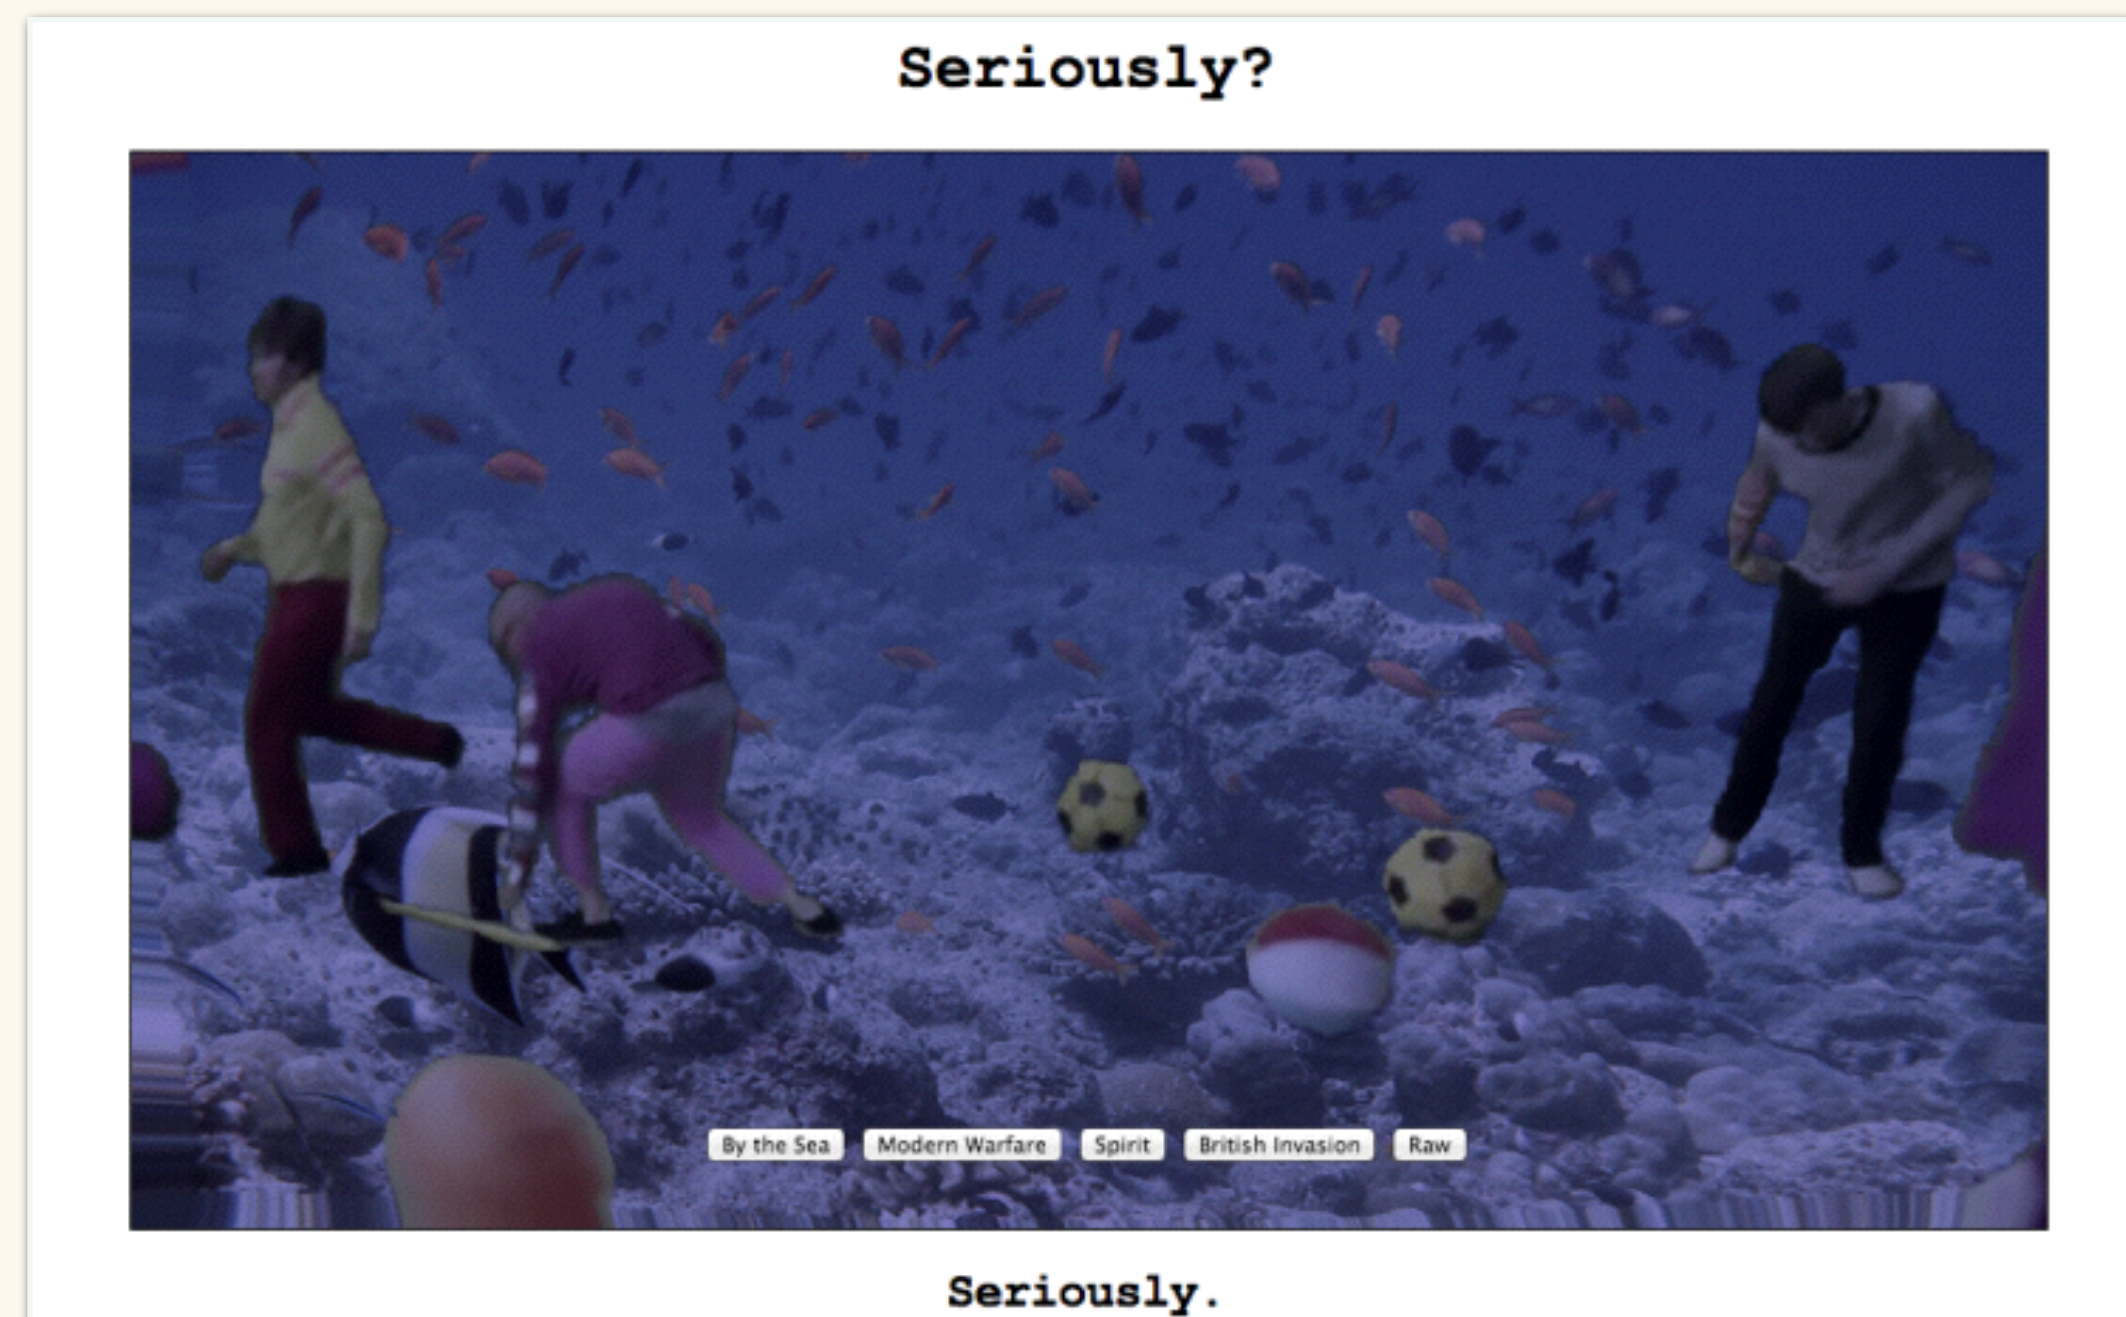 Seriously?
By the Sea Modern Warfare Spirit British Invasion Raw
Seriously.